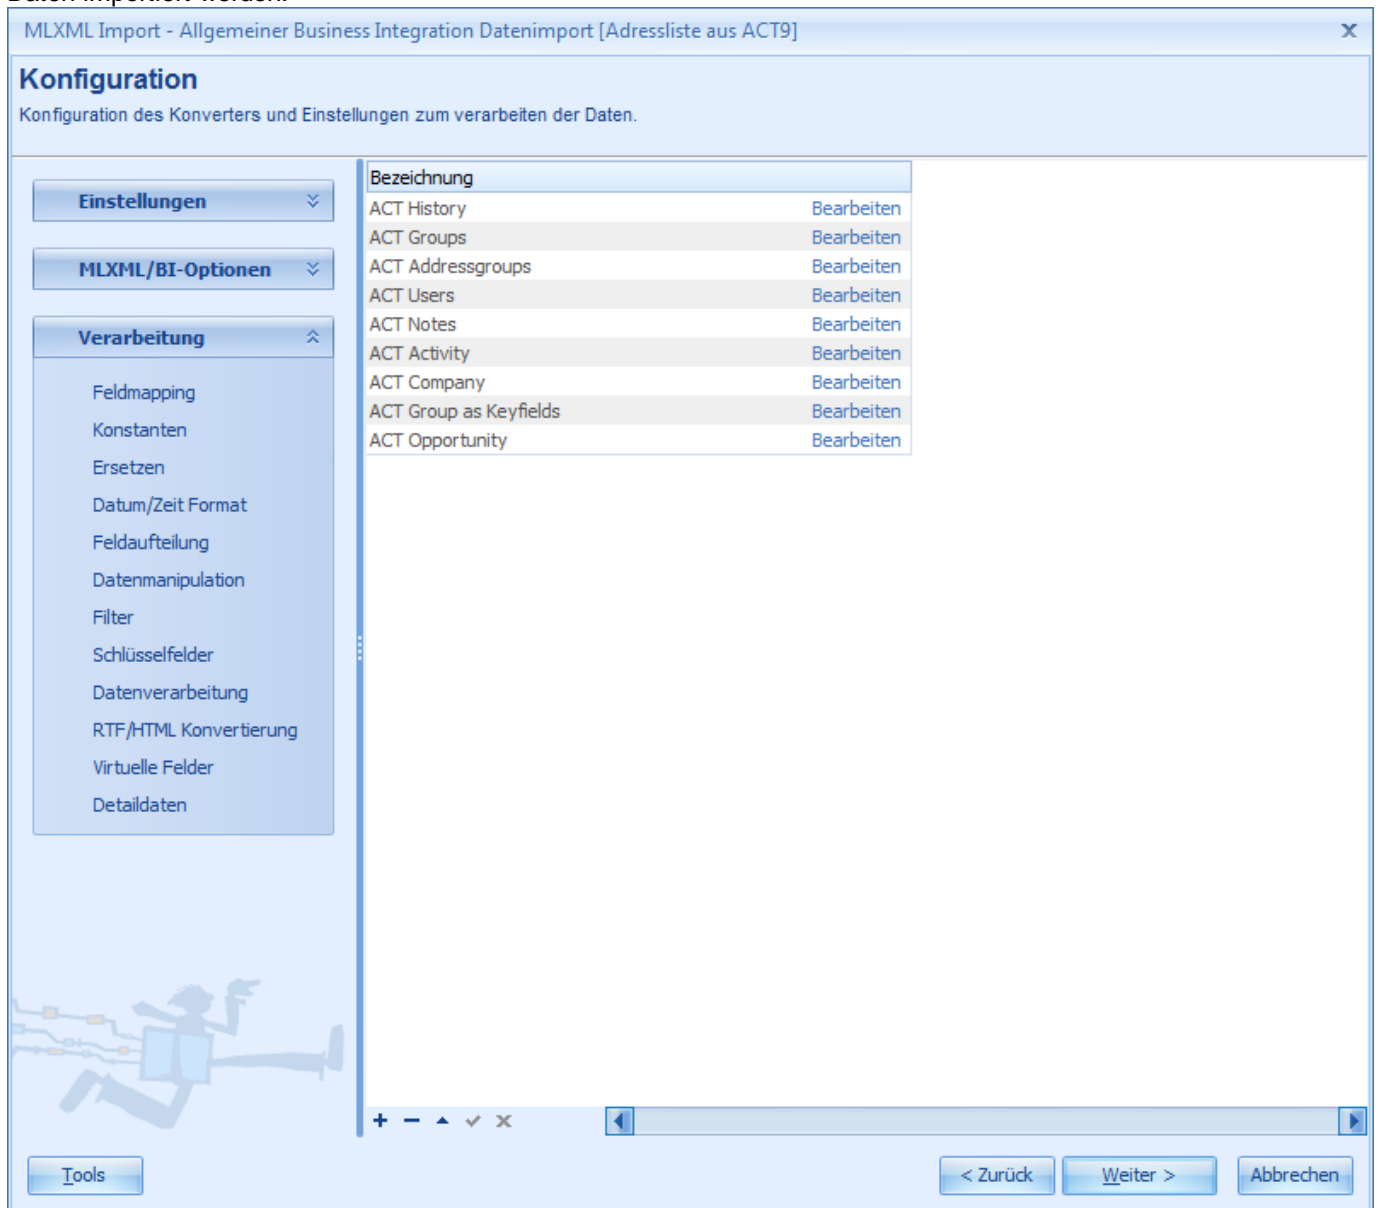 Daten importiert werden.
MLXML Import - Allgemeiner Business Integration Datenimport [Adressliste aus ACT9]
Konfiguration
Konfiguration des Konverters und Einstellungen zum verarbeiten der Daten.
Einstellungen
MLXML/BI-Optionen
Verarbeitung
Feldmapping
Konstanten
Ersetzen
Datum/Zeit Format
Feldaufteilung
Datenmanipulation
Filter
Schlüsselfelder
Datenverarbeitung
RTF/HTML Konvertierung
Virtuelle Felder
Detaildaten
Bezeichnung
ACT History Bearbeiten
ACT Groups Bearbeiten
ACT Addressgroups Bearbeiten
ACT Users Bearbeiten
ACT Notes Bearbeiten
ACT Activity Bearbeiten
ACT Company Bearbeiten
ACT Group as Keyfields Bearbeiten
ACT Opportunity Bearbeiten
Tools
< Zurück
Weiter >
Abbrechen